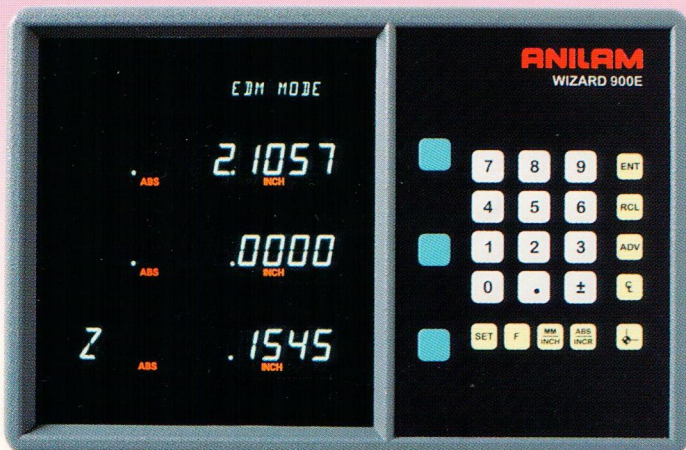 EDM MODE
. 2.1057
ABS INCH
. .0000
ABS INCH
Z .1545
ABS INCH
ANILAM
WIZARD 900E
7 8 9 ENT
4 5 6 RCL
1 2 3 ADV
0 . ± ℄
SET F MM INCH ABS INCR